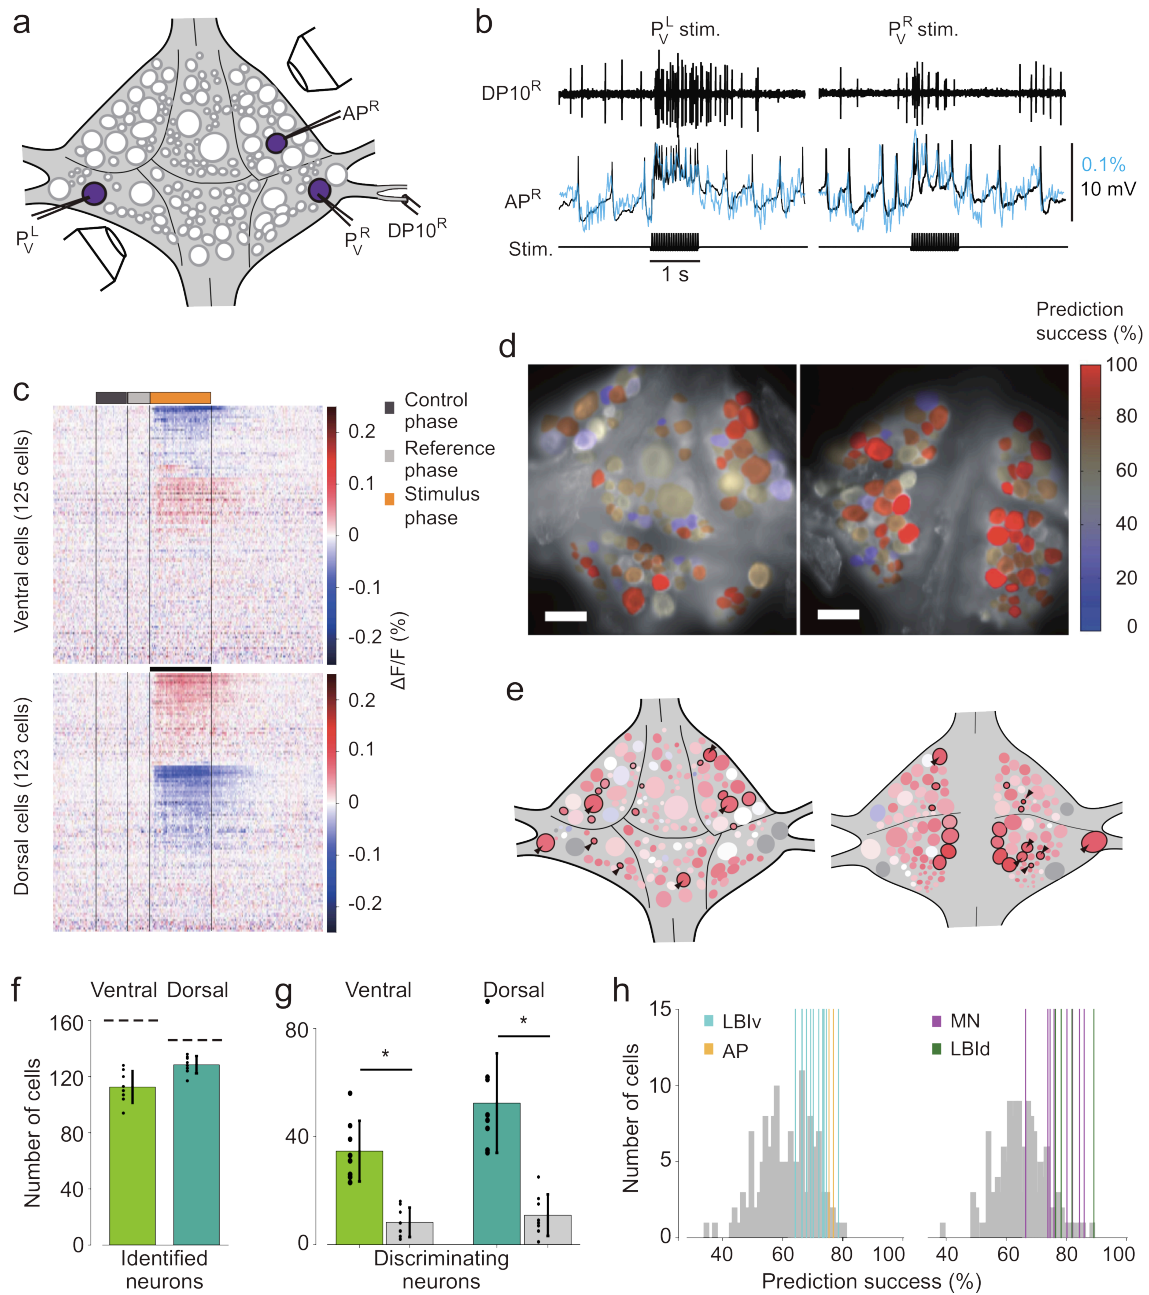 a
AP^R
P_V^L
P_V^R
DP10^R
b
P_V^L stim.
P_V^R stim.
DP10^R
AP^R
0.1%
10 mV
Stim.
1 s
c
Ventral cells (125 cells)
Dorsal cells (123 cells)
0.2
0.1
0
-0.1
-0.2
0.2
0.1
0
-0.1
-0.2
ΔF/F (%)
Control
phase
Reference
phase
Stimulus
phase
d
Prediction
success (%)
100
80
60
40
20
0
e
f
Ventral
Dorsal
Number of cells
160
120
80
40
0
Identified
neurons
g
Ventral
Dorsal
80
40
0
*
*
Discriminating
neurons
h
Number of cells
15
10
5
0
LBIv
AP
MN
LBId
40
60
80
100
40
60
80
100
Prediction success (%)